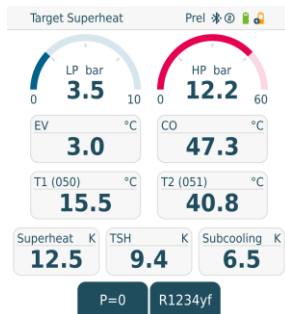 Target Superheat Prel
LP bar HP bar
3.5 12.2
0 10 0 60
EV °C CO °C
3.0 47.3
T1 (050) °C T2 (051) °C
15.5 40.8
Superheat K TSH K Subcooling K
12.5 9.4 6.5
P=0 R1234yf